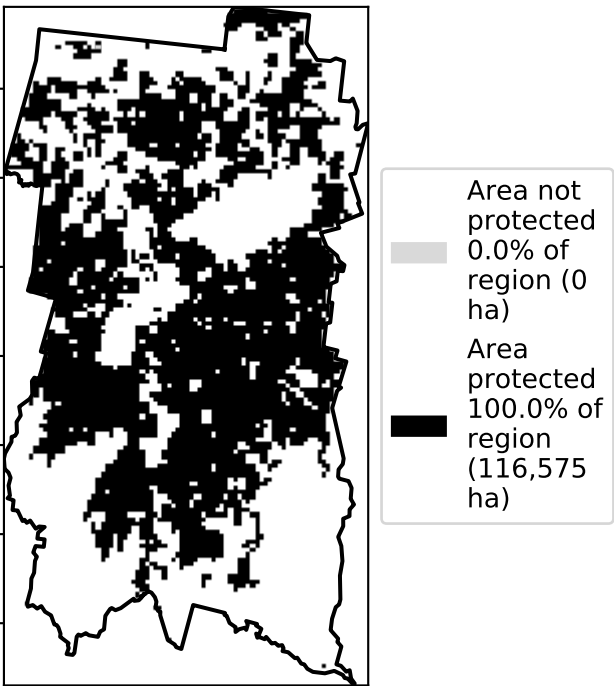 Area not
protected
0.0% of
region (0
ha)
Area
protected
100.0% of
region
(116,575
ha)